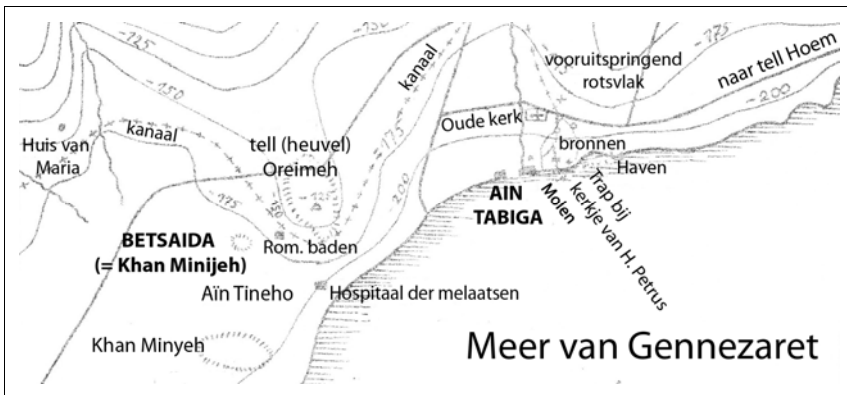 -125
-150
kanaal
vooruitspringend
rotsvlak
-175
naar tell Hoem
-200
Huis van
Maria
kanaal
tell (heuvel)
Oreimeh
-175
Oude kerk
bronnen
Haven
-175
-150
-200
AIN
TABIGA
Molen
Trap bij
kerkje van H. Petrus
BETSAIDA
(= Khan Minijeh)
Rom. baden
Aïn Tineho
Hospitaal der melaatsen
Khan Minyeh
Meer van Gennezaret